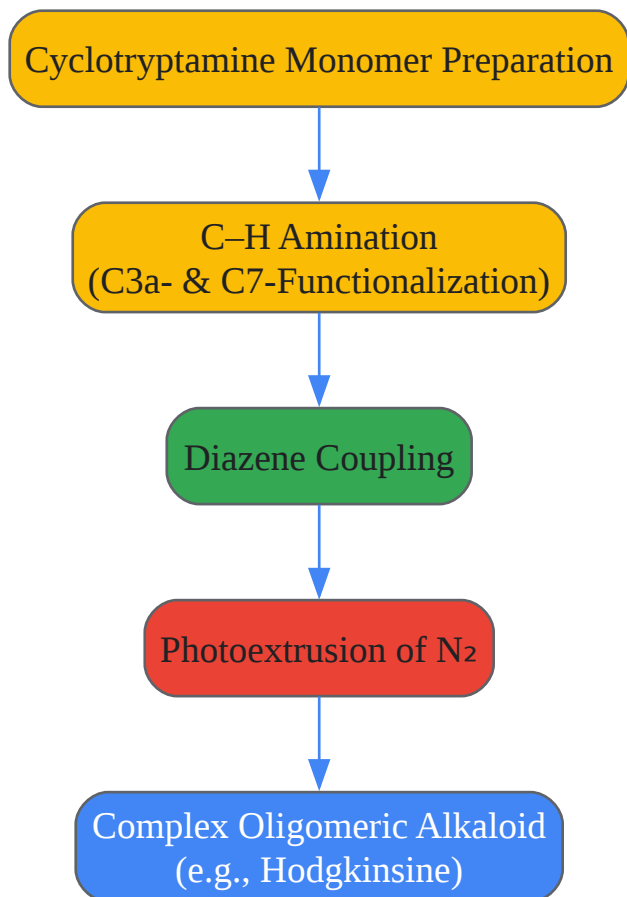 Cyclotryptamine Monomer Preparation
C–H Amination
(C3a- & C7-Functionalization)
Diazene Coupling
Photoextrusion of N₂
Complex Oligomeric Alkaloid
(e.g., Hodgkinsine)